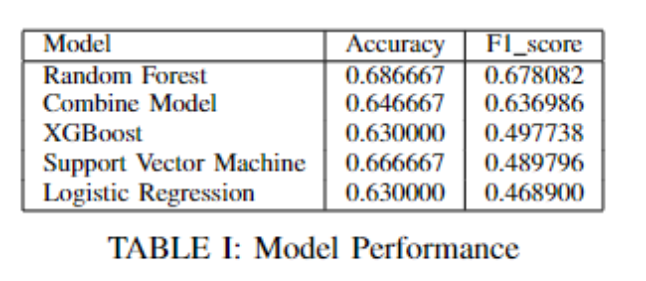 Model Accuracy F1_score
Random Forest 0.686667 0.678082
Combine Model 0.646667 0.636986
XGBoost 0.630000 0.497738
Support Vector Machine 0.666667 0.489796
Logistic Regression 0.630000 0.468900
TABLE I: Model Performance